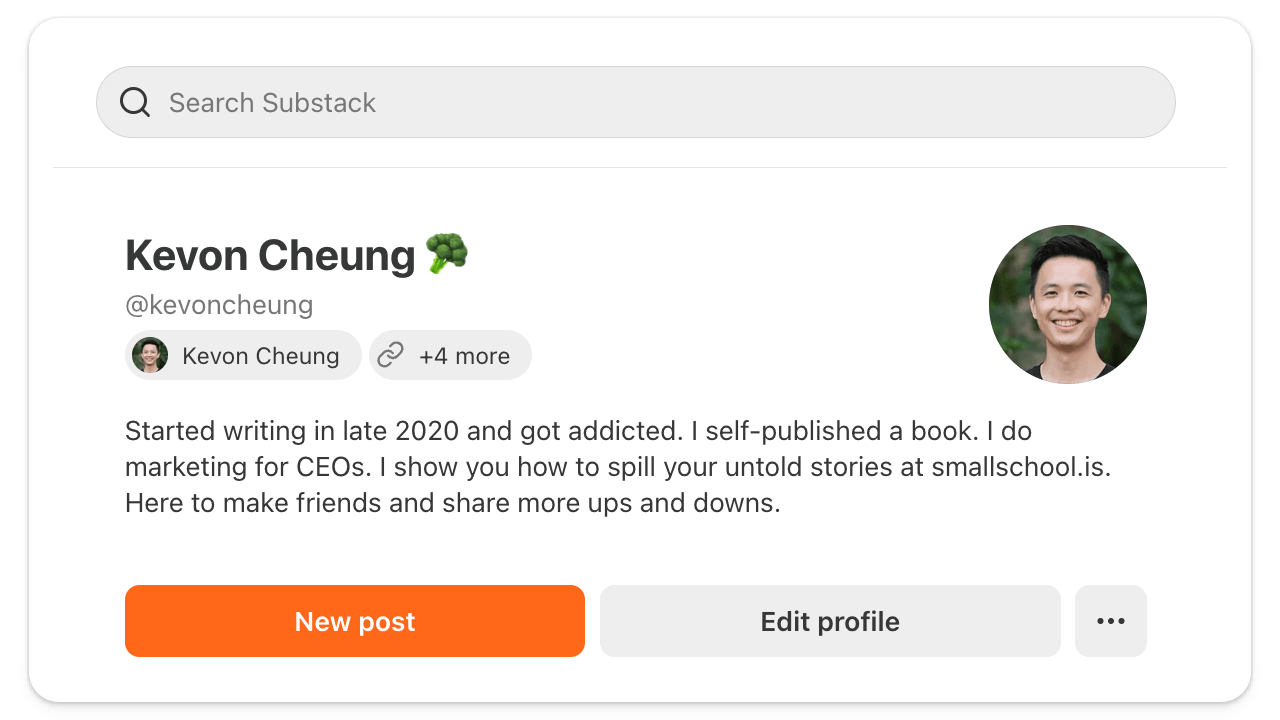 Search Substack
Kevon Cheung 🥦
@kevoncheung
Kevon Cheung
+4 more
Started writing in late 2020 and got addicted. I self-published a book. I do
marketing for CEOs. I show you how to spill your untold stories at smallschool.is.
Here to make friends and share more ups and downs.
New post
Edit profile